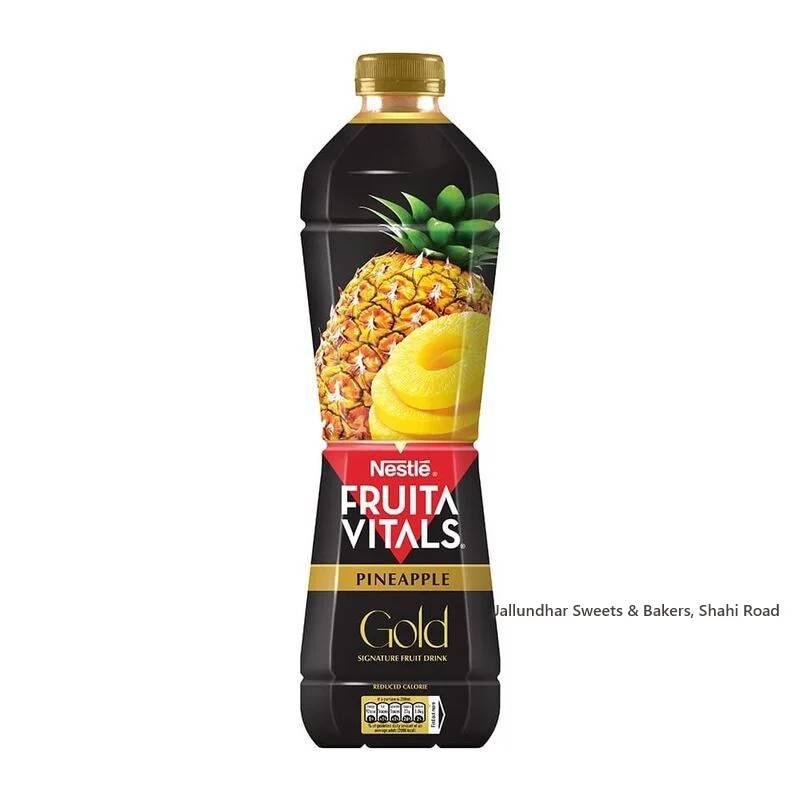 Nestlé®
FRUITA
VITALS®
PINEAPPLE
Jallundhar Sweets & Bakers, Shahi Road
Gold
SIGNATURE FRUIT DRINK
REDUCED CALORIE